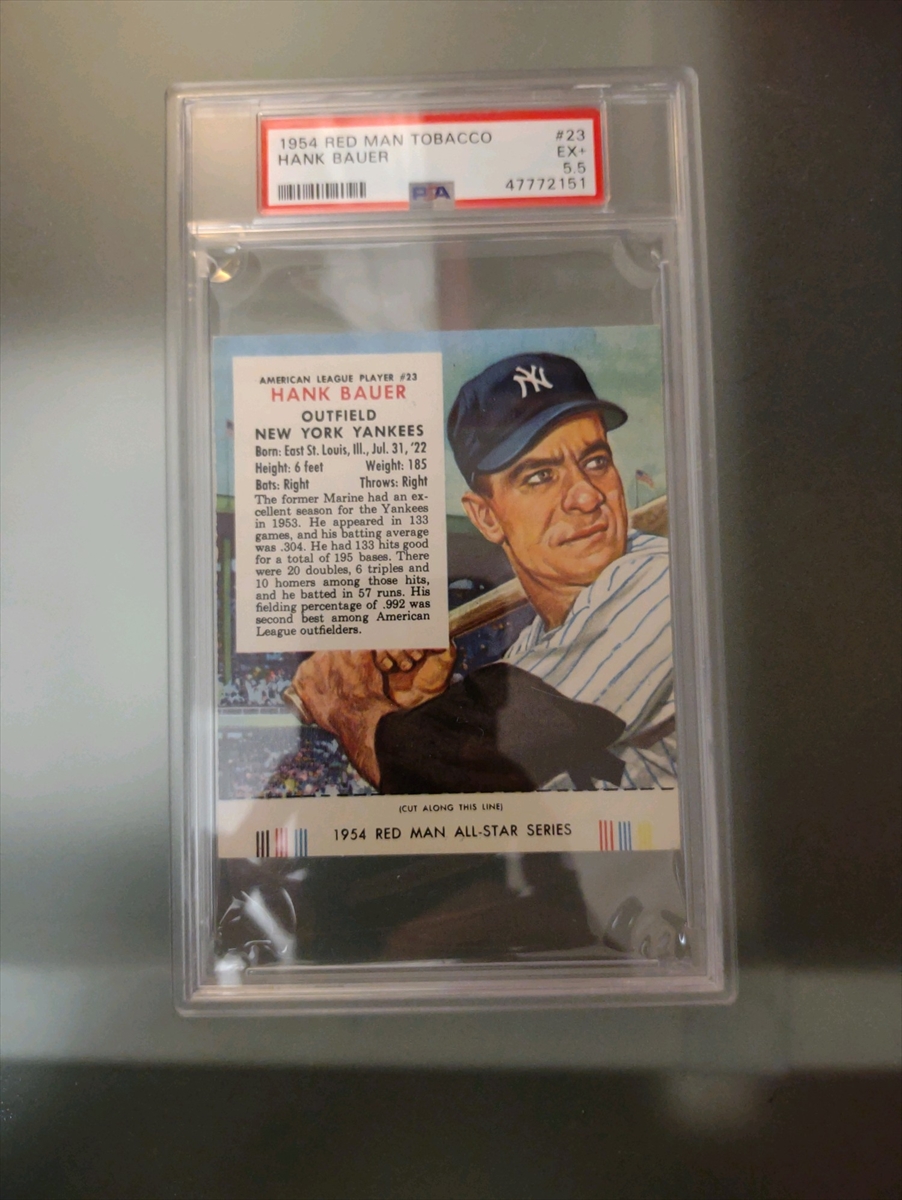 1954 RED MAN TOBACCO #23
HANK BAUER EX+
5.5
47772151
PSA
NY
AMERICAN LEAGUE PLAYER #23
HANK BAUER
OUTFIELD
NEW YORK YANKEES
Born: East St. Louis, Ill., Jul. 31, '22
Height: 6 feet Weight: 185
Bats: Right Throws: Right
The former Marine had an ex-
cellent season for the Yankees
in 1953. He appeared in 133
games, and his batting average
was .304. He had 133 hits good
for a total of 195 bases. There
were 20 doubles, 6 triples and
10 homers among those hits,
and he batted in 57 runs. His
fielding percentage of .992 was
second best among American
League outfielders.
(CUT ALONG THIS LINE)
1954 RED MAN ALL-STAR SERIES